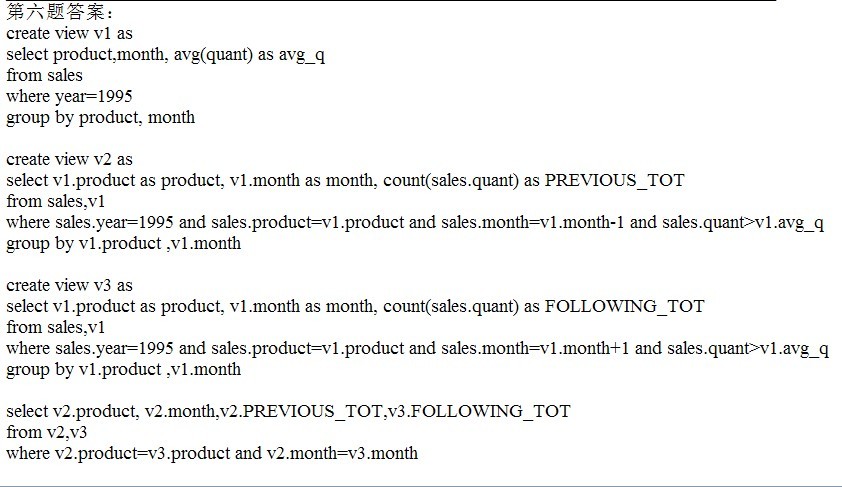 第六题答案：
create view v1 as
select product,month, avg(quant) as avg_q
from sales
where year=1995
group by product, month
create view v2 as
select v1.product as product, v1.month as month, count(sales.quant) as PREVIOUS_TOT
from sales,v1
where sales.year=1995 and sales.product=v1.product and sales.month=v1.month-1 and sales.quant>v1.avg_q
group by v1.product ,v1.month
create view v3 as
select v1.product as product, v1.month as month, count(sales.quant) as FOLLOWING_TOT
from sales,v1
where sales.year=1995 and sales.product=v1.product and sales.month=v1.month+1 and sales.quant>v1.avg_q
group by v1.product ,v1.month
select v2.product, v2.month,v2.PREVIOUS_TOT,v3.FOLLOWING_TOT
from v2,v3
where v2.product=v3.product and v2.month=v3.month